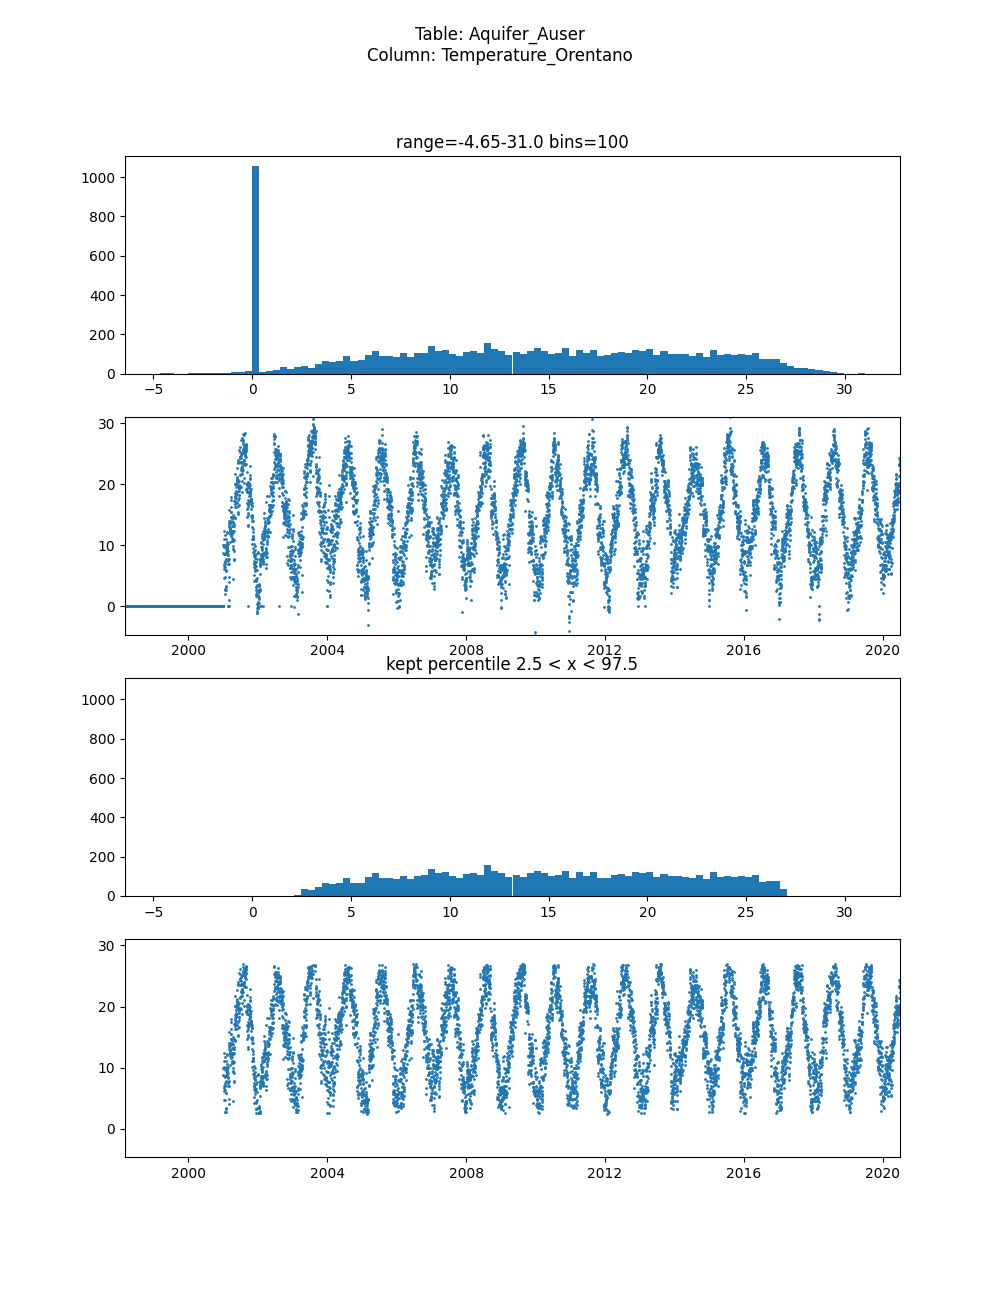 Table: Aquifer_Auser
Column: Temperature_Orentano
range=-4.65-31.0 bins=100
1000
800
600
400
200
0
−5 0 5 10 15 20 25 30
30
20
10
0
2000 2004 2008 2012 2016 2020
kept percentile 2.5 < x < 97.5
1000
800
600
400
200
0
−5 0 5 10 15 20 25 30
30
20
10
0
2000 2004 2008 2012 2016 2020